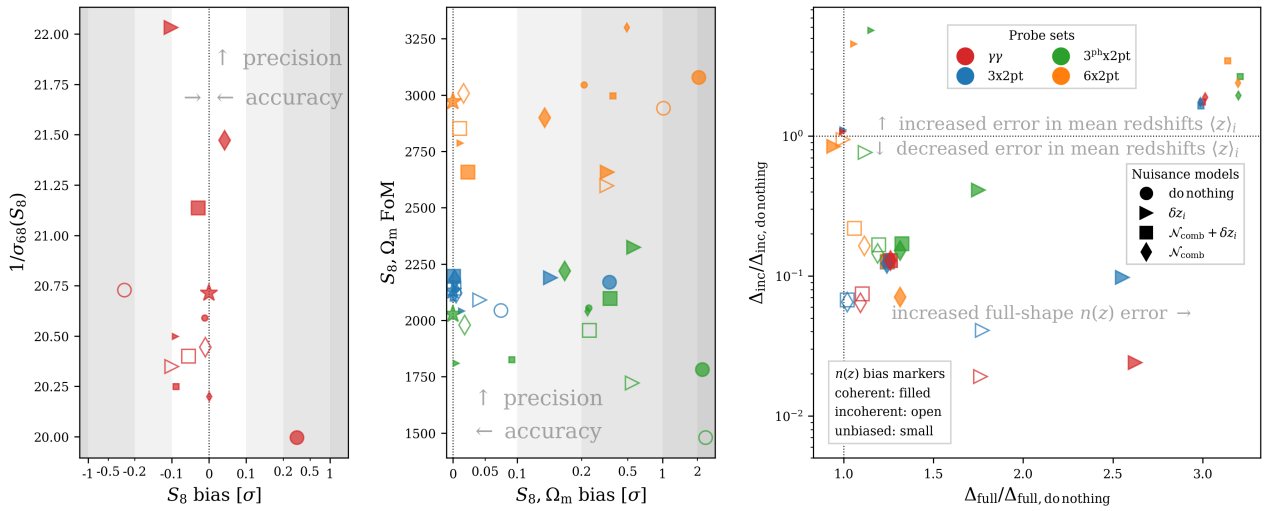 22.00
21.75
21.50
21.25
21.00
20.75
20.50
20.25
20.00
1/σ₆₈(S₈)
↑ precision
→ ← accuracy
-1
-0.5
-0.2
-0.1
0
0.1
0.2
0.5
1
S₈ bias [σ]
3250
3000
2750
2500
2250
2000
1750
1500
S₈, Ωₘ FoM
↑ precision
← accuracy
0
0.05
0.1
0.2
0.5
1
2
S₈, Ωₘ bias [σ]
Probe sets
γγ
3x2pt
3ᵖʰx2pt
6x2pt
↑ increased error in mean redshifts ⟨z⟩ᵢ
↓ decreased error in mean redshifts ⟨z⟩ᵢ
Nuisance models
do nothing
δzᵢ
𝒩comb + δzᵢ
𝒩comb
increased full-shape n(z) error →
n(z) bias markers
coherent: filled
incoherent: open
unbiased: small
10⁰
10⁻¹
10⁻²
Δinc/Δinc, do nothing
1.0
1.5
2.0
2.5
3.0
Δfull/Δfull, do nothing